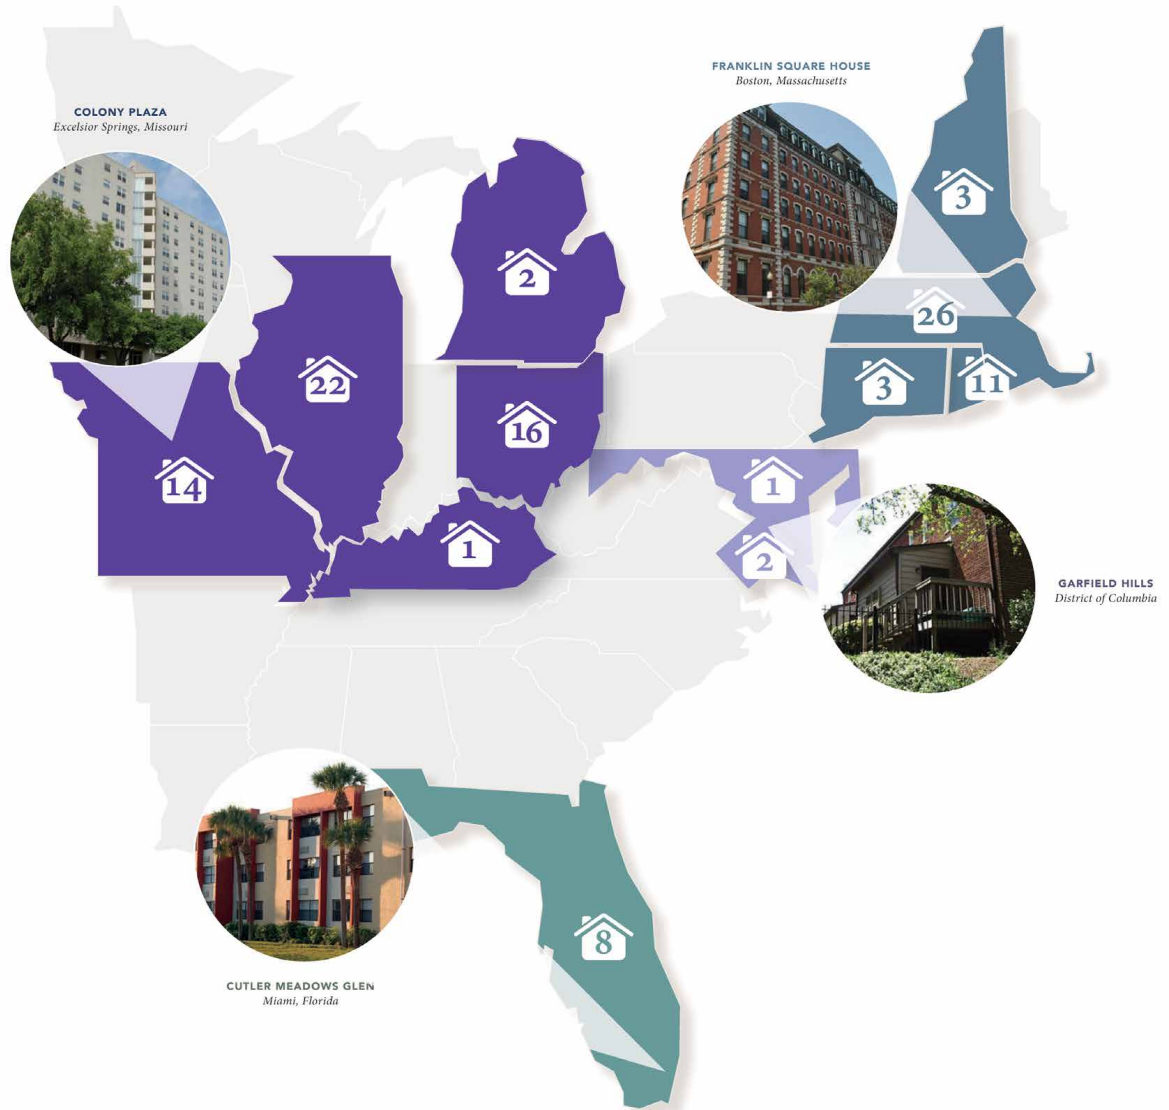 FRANKLIN SQUARE HOUSE
Boston, Massachusetts
COLONY PLAZA
Excelsior Springs, Missouri
3
2
26
22
3
11
16
14
1
1
2
GARFIELD HILLS
District of Columbia
8
CUTLER MEADOWS GLEN
Miami, Florida